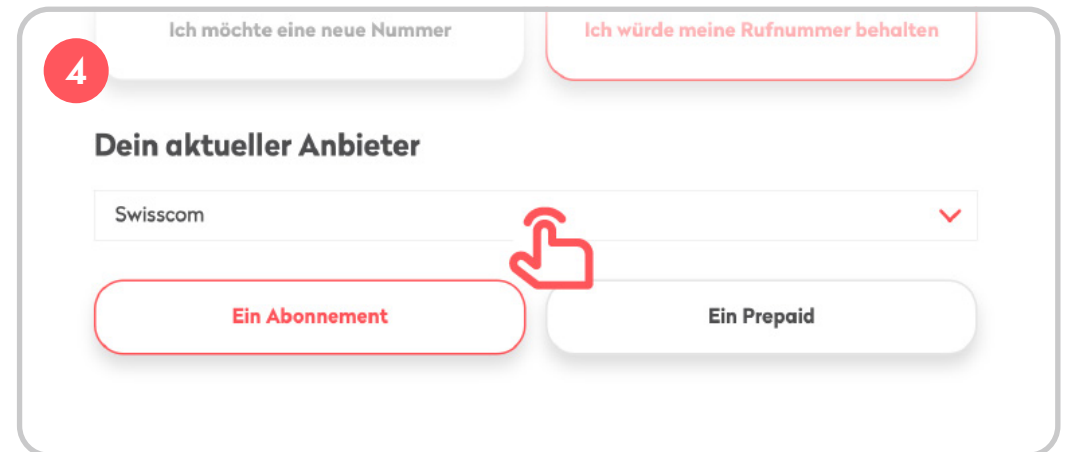 Ich möchte eine neue Nummer
Ich würde meine Rufnummer behalten
4
Dein aktueller Anbieter
Swisscom
Ein Abonnement
Ein Prepaid